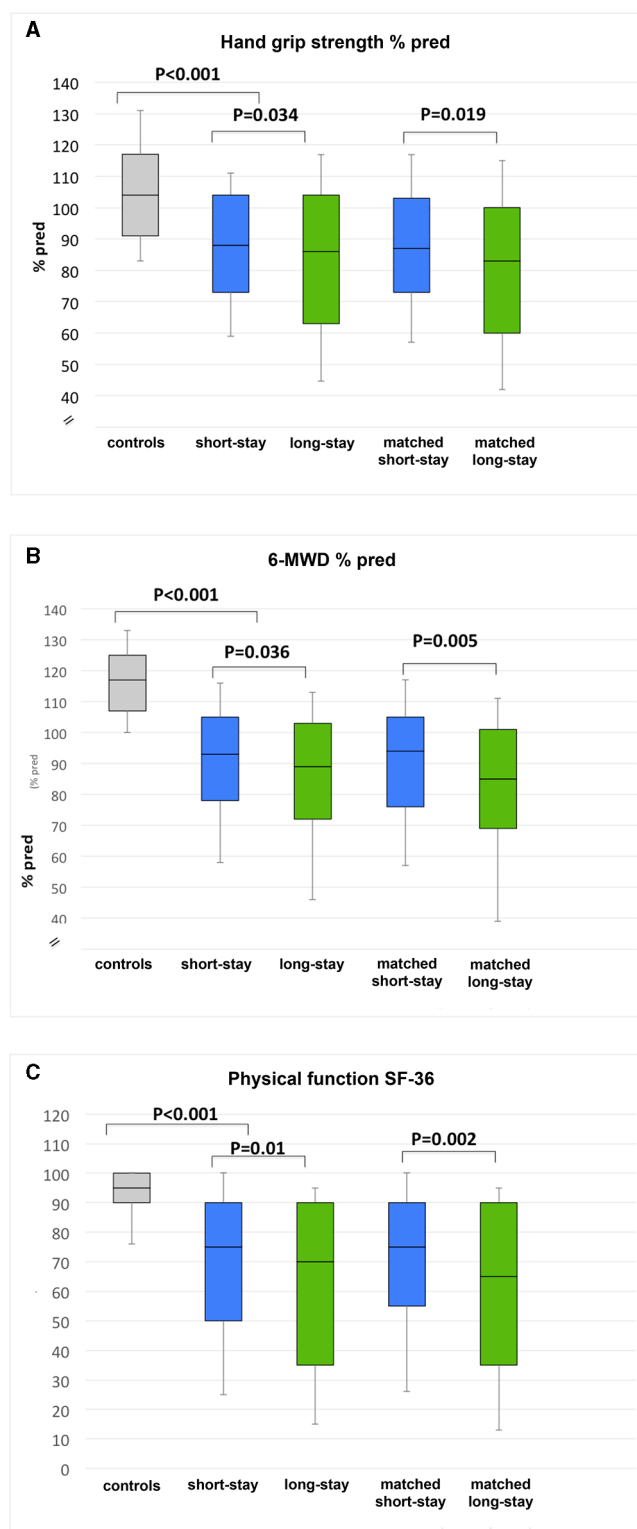 A
Hand grip strength % pred
P<0.001
P=0.034
P=0.019
140
130
120
110
100
90
80
70
60
50
40
% pred
//
controls
short-stay
long-stay
matched
short-stay
matched
long-stay
B
6-MWD % pred
P<0.001
P=0.036
P=0.005
140
130
120
110
100
90
80
70
60
50
40
(% pred
% pred
//
controls
short-stay
long-stay
matched
short-stay
matched
long-stay
C
Physical function SF-36
P<0.001
P=0.01
P=0.002
120
110
100
90
80
70
60
50
40
30
20
10
0
controls
short-stay
long-stay
matched
short-stay
matched
long-stay